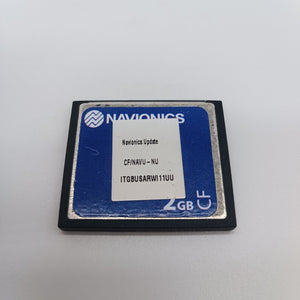 NAVIONICS
Navionics Update
CF/NAVU-NU
ITGBUSARWI11UU
2GB
CF